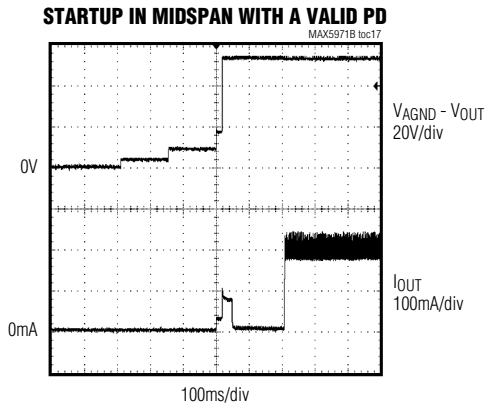 STARTUP IN MIDSPAN WITH A VALID PD
MAX5971B toc17
VAGND - VOUT
20V/div
0V
IOUT
100mA/div
0mA
100ms/div